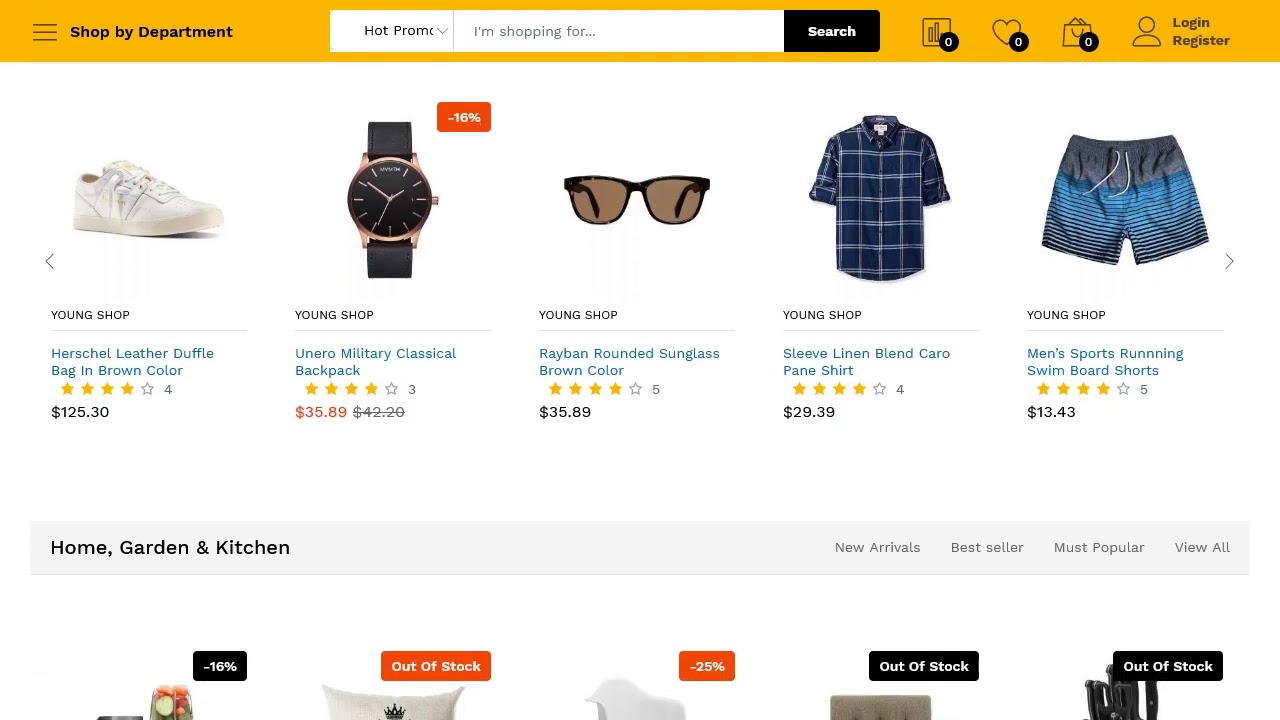 Shop by Department
Hot Promo
I'm shopping for...
Search
0
0
0
Login
Register
-16%
MVMTH
YOUNG SHOP
YOUNG SHOP
YOUNG SHOP
YOUNG SHOP
YOUNG SHOP
Herschel Leather Duffle
Bag In Brown Color
4
$125.30
Unero Military Classical
Backpack
3
$35.89 $42.20
Rayban Rounded Sunglass
Brown Color
5
$35.89
Sleeve Linen Blend Caro
Pane Shirt
4
$29.39
Men’s Sports Runnning
Swim Board Shorts
5
$13.43
Home, Garden & Kitchen
New Arrivals
Best seller
Must Popular
View All
-16%
Out Of Stock
-25%
Out Of Stock
Out Of Stock